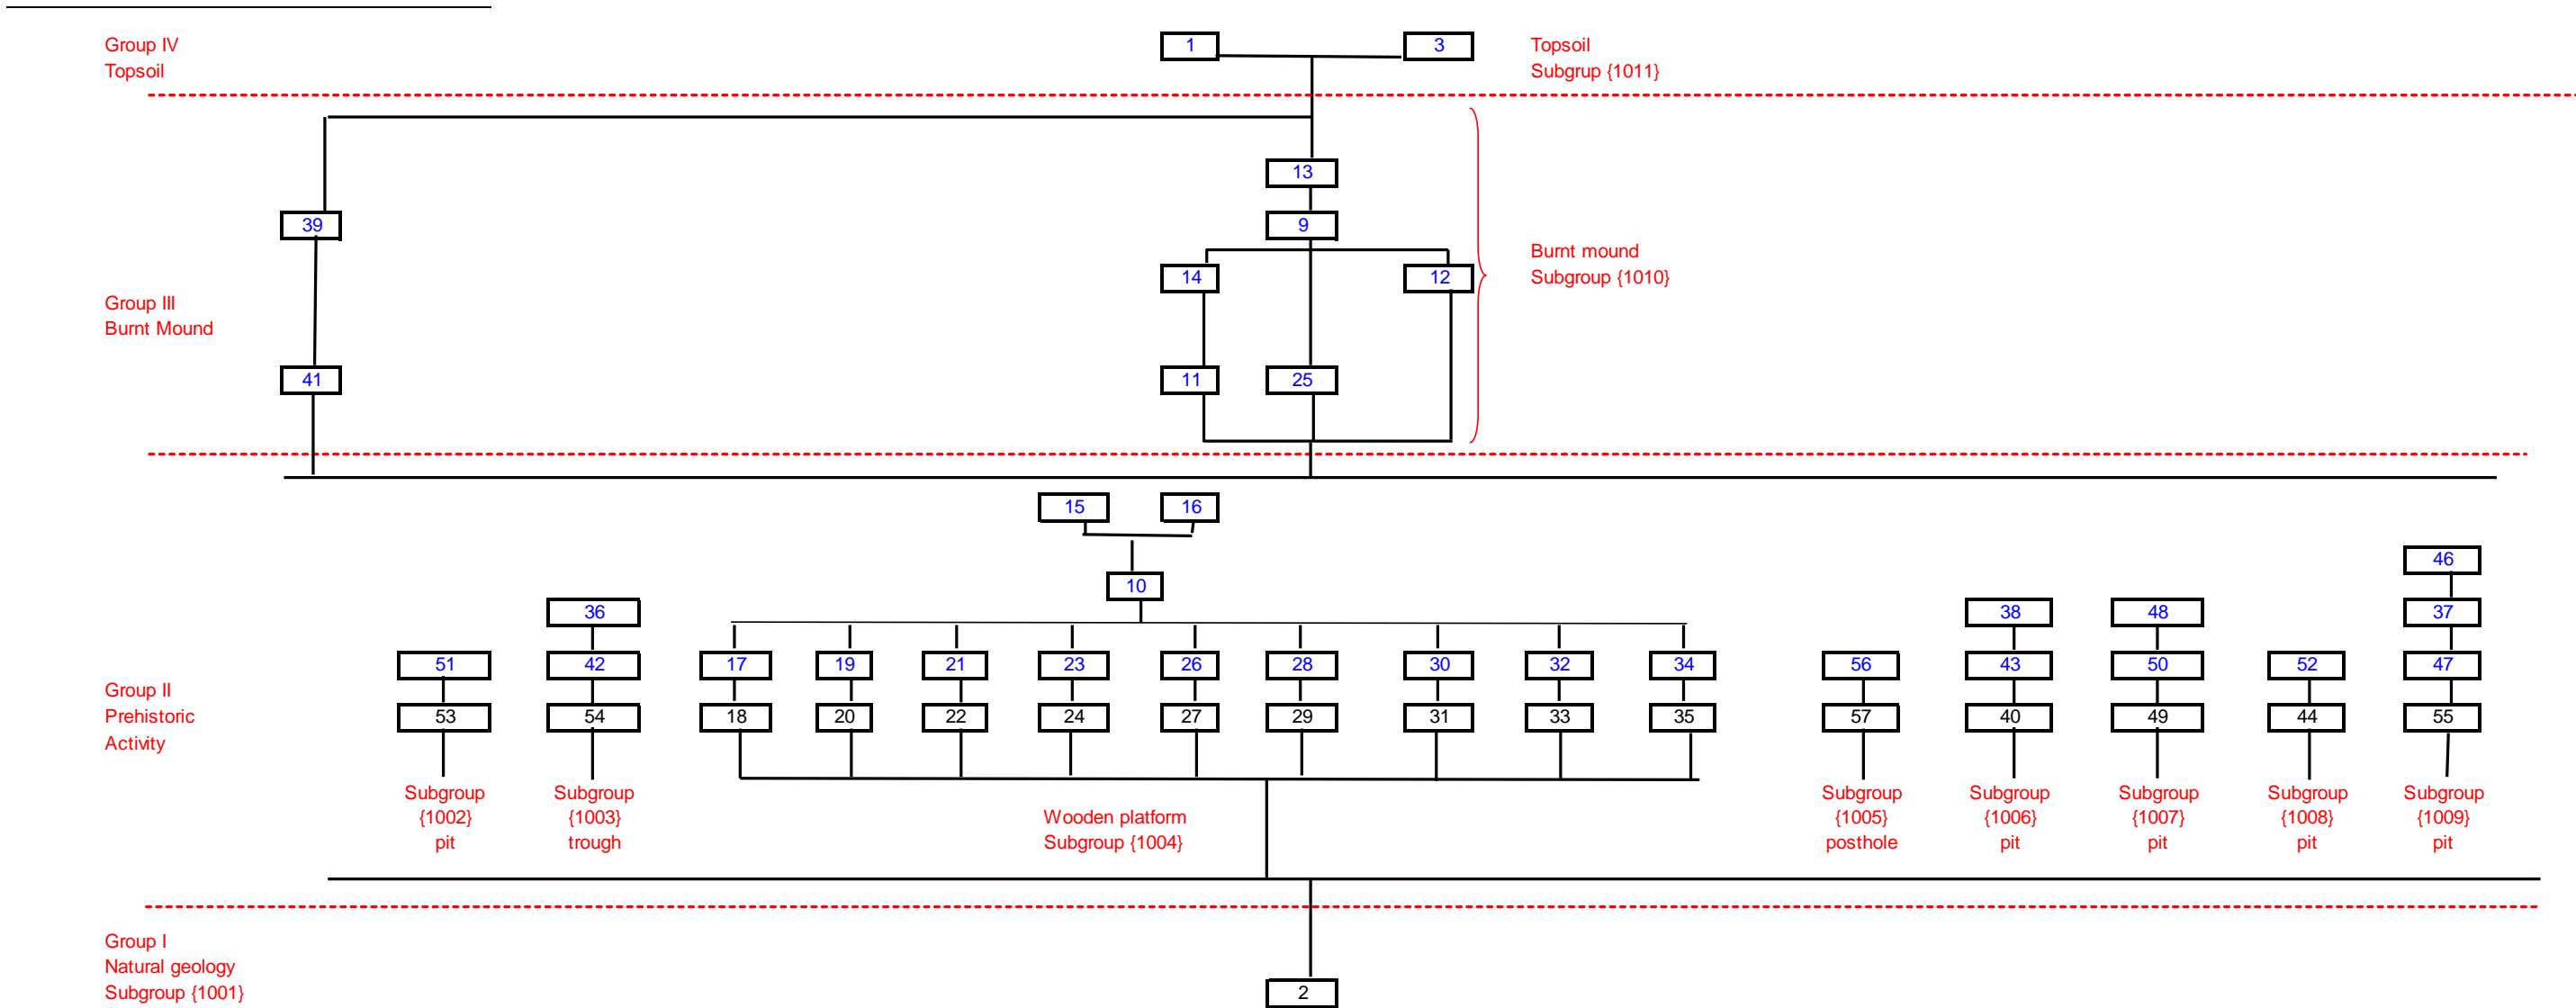 Group IV
Topsoil
1
3
Topsoil
Subgrup {1011}
13
39
9
14
12
Burnt mound
Subgroup {1010}
Group III
Burnt Mound
41
11
25
15
16
46
10
36
38
48
37
51
42
17
19
21
23
26
28
30
32
34
56
43
50
52
47
Group II
Prehistoric
Activity
53
54
18
20
22
24
27
29
31
33
35
57
40
49
44
55
Subgroup
{1002}
pit
Subgroup
{1003}
trough
Wooden platform
Subgroup {1004}
Subgroup
{1005}
posthole
Subgroup
{1006}
pit
Subgroup
{1007}
pit
Subgroup
{1008}
pit
Subgroup
{1009}
pit
Group I
Natural geology
Subgroup {1001}
2